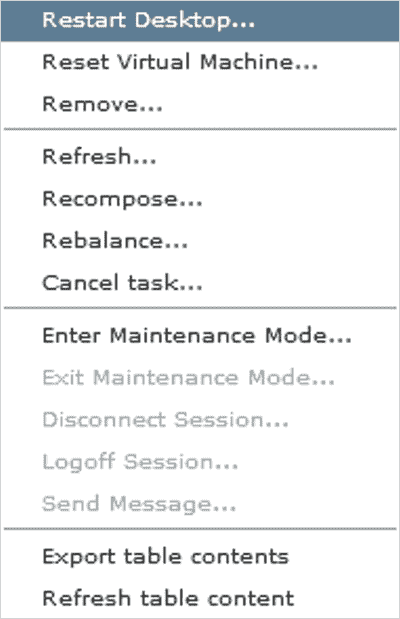 Restart Desktop...
Reset Virtual Machine...
Remove...
Refresh...
Recompose...
Rebalance...
Cancel task...
Enter Maintenance Mode...
Exit Maintenance Mode...
Disconnect Session...
Logoff Session...
Send Message...
Export table contents
Refresh table content